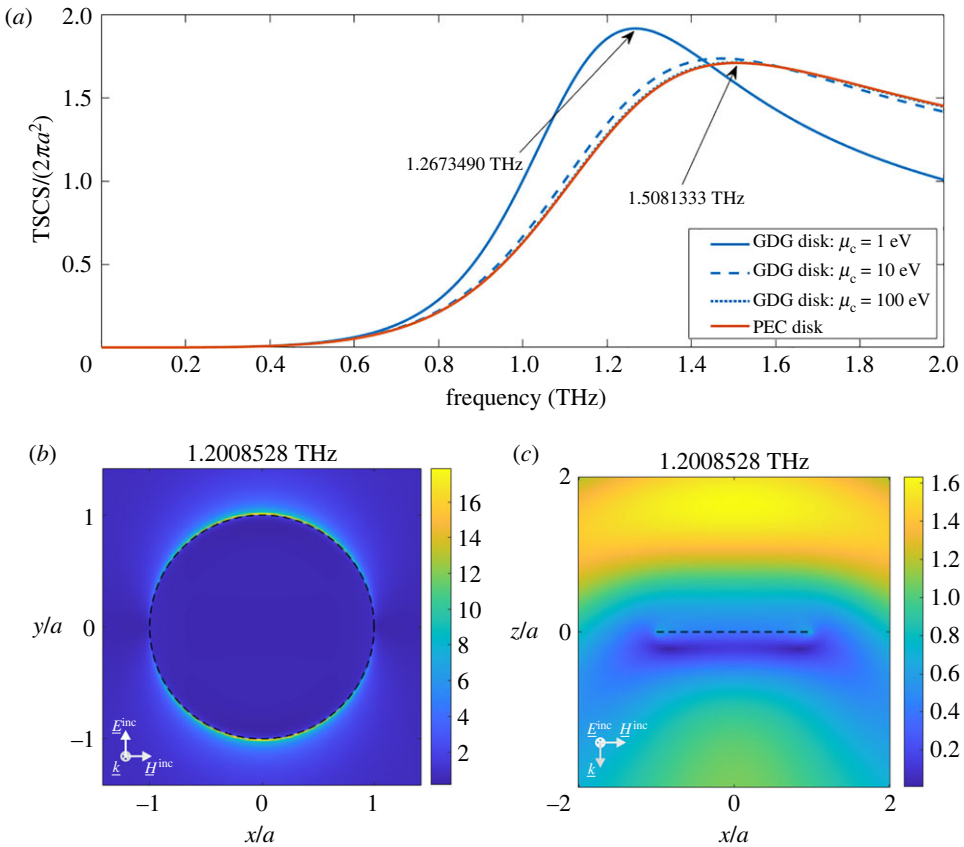 (a)
2.0
1.5
1.0
0.5
TSCS/(2πa²)
1.2673490 THz
1.5081333 THz
GDG disk: μc = 1 eV
GDG disk: μc = 10 eV
GDG disk: μc = 100 eV
PEC disk
0 0.2 0.4 0.6 0.8 1.0 1.2 1.4 1.6 1.8 2.0
frequency (THz)
(b)
1.2008528 THz
1
y/a 0
−1
E^inc
k H^inc
−1 0 1
x/a
16
14
12
10
8
6
4
2
(c)
1.2008528 THz
2
z/a 0
−2
E^inc H^inc
k
0 2
x/a
1.6
1.4
1.2
1.0
0.8
0.6
0.4
0.2